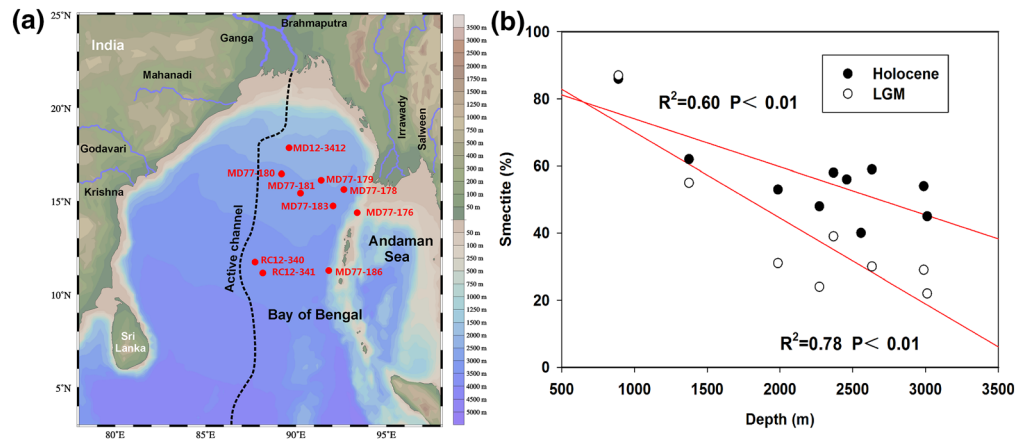 (a)
25°N
20°N
15°N
10°N
5°N
80°E
85°E
90°E
95°E
India
Ganga
Brahmaputra
Mahanadi
Godavari
Krishna
Irrawady
Salween
MD12-3412
MD77-180
MD77-179
MD77-181
MD77-178
MD77-183
MD77-176
RC12-340
RC12-341
MD77-186
Active channel
Andaman
Sea
Bay of Bengal
Sri
Lanka
3500 m
3000 m
2500 m
2000 m
1750 m
1500 m
1250 m
1000 m
750 m
500 m
400 m
300 m
200 m
150 m
100 m
50 m
50 m
100 m
250 m
500 m
750 m
1000 m
1250 m
1500 m
1750 m
2000 m
2500 m
3000 m
3500 m
4000 m
4500 m
5000 m
(b)
100
80
60
40
20
0
Smectite (%)
500
1000
1500
2000
2500
3000
3500
Depth (m)
Holocene
LGM
R²=0.60 P< 0.01
R²=0.78 P< 0.01